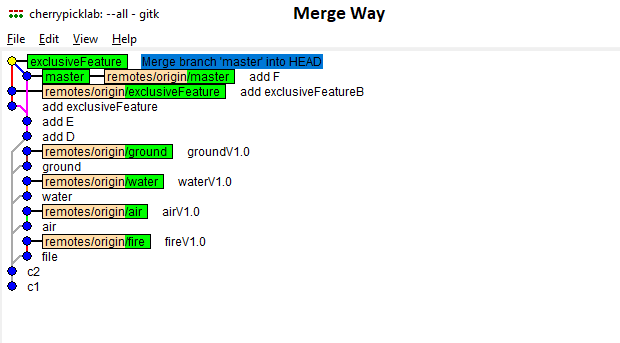 cherrypicklab: --all - gitk
Merge Way
File Edit View Help
exclusiveFeature Merge branch 'master' into HEAD
master remotes/origin/master add F
remotes/origin/exclusiveFeature add exclusiveFeatureB
add exclusiveFeature
add E
add D
remotes/origin/ground groundV1.0
ground
remotes/origin/water waterV1.0
water
remotes/origin/air airV1.0
air
remotes/origin/fire fireV1.0
file
c2
c1